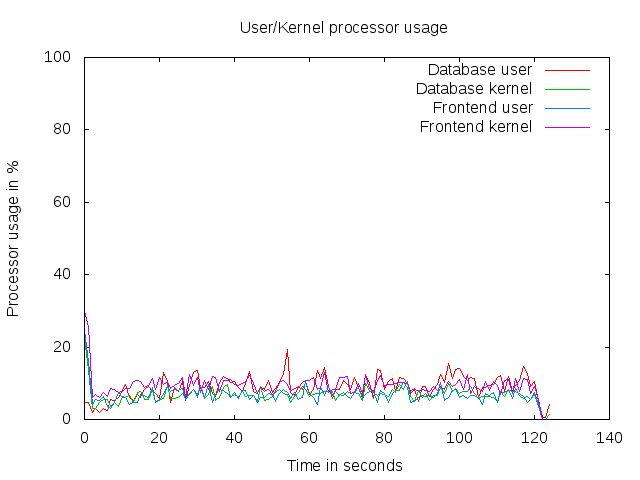 User/Kernel processor usage
Database user
Database kernel
Frontend user
Frontend kernel
100
80
60
40
20
0
Processor usage in %
0 20 40 60 80 100 120 140
Time in seconds